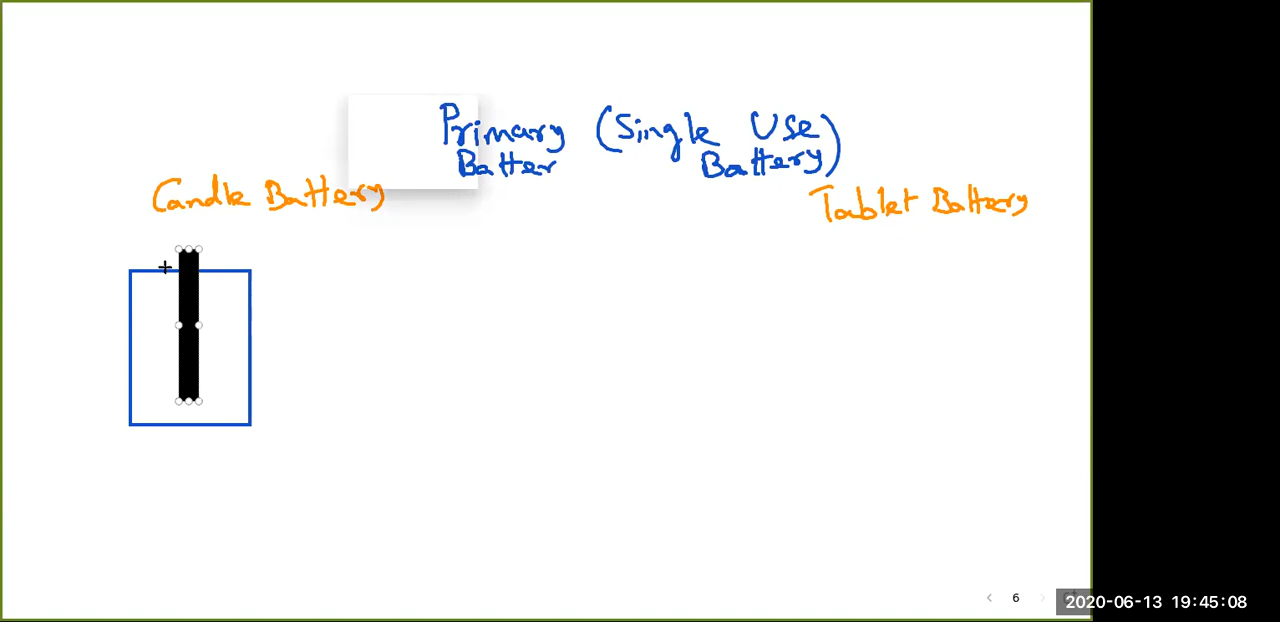 Primary (Single Use
Batter Battery)
Candle Battery
Tablet Battery
6
2020-06-13 19:45:08